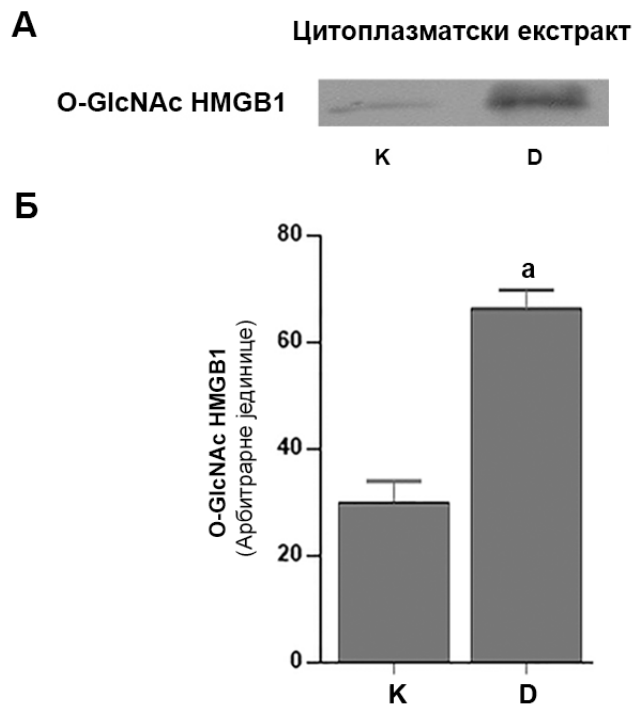 А
Цитоплазматски екстракт
O-GlcNAc HMGB1
K
D
Б
80
60
40
20
0
O-GlcNAc HMGB1
(Арбитрарне јединице)
a
K
D